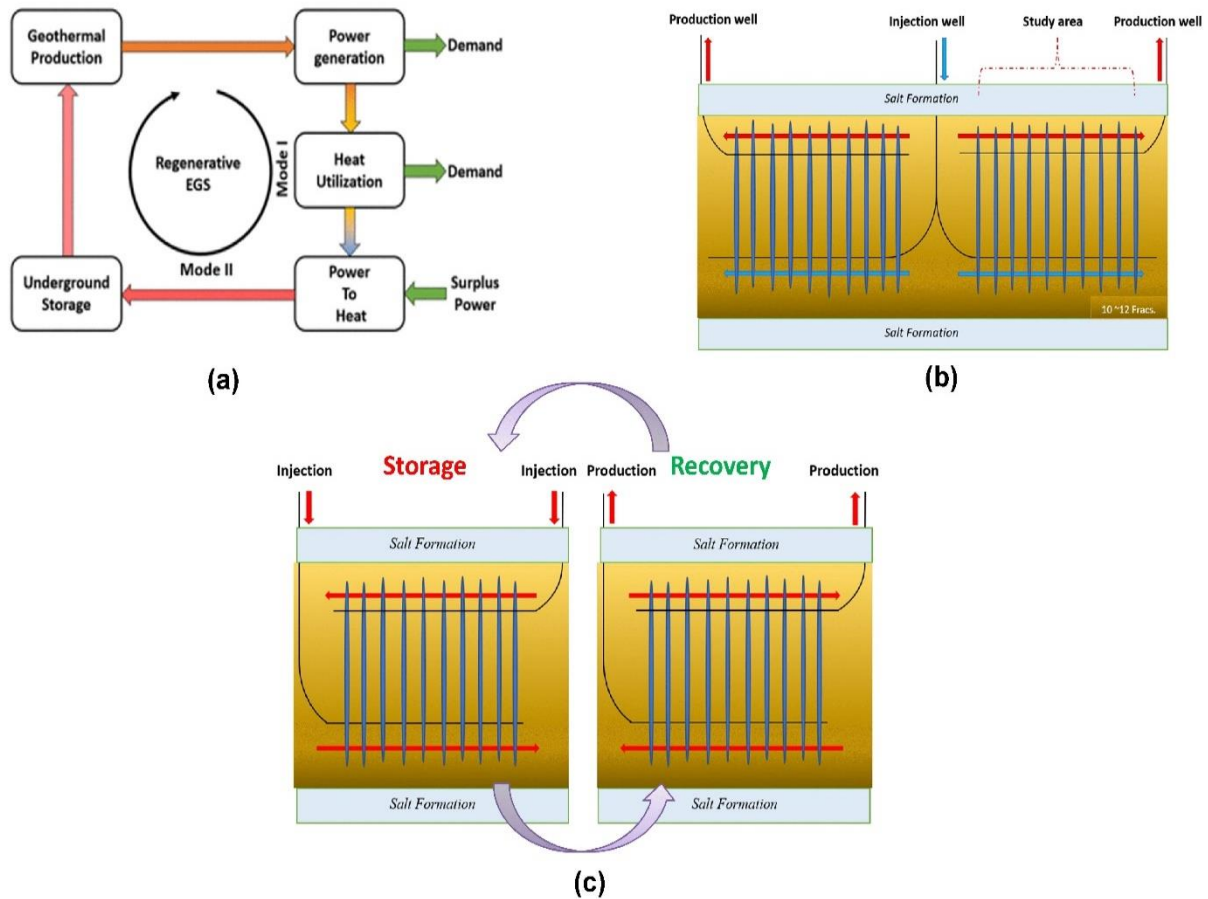 Geothermal
Production
Power
generation
Demand
Regenerative
EGS
Mode I
Heat
Utilization
Demand
Mode II
Underground
Storage
Power
To
Heat
Surplus
Power
(a)
Production well
Injection well
Study area
Production well
Salt Formation
10 ~12 Fracs.
Salt Formation
(b)
Storage
Recovery
Injection
Injection
Production
Production
Salt Formation
Salt Formation
Salt Formation
Salt Formation
(c)